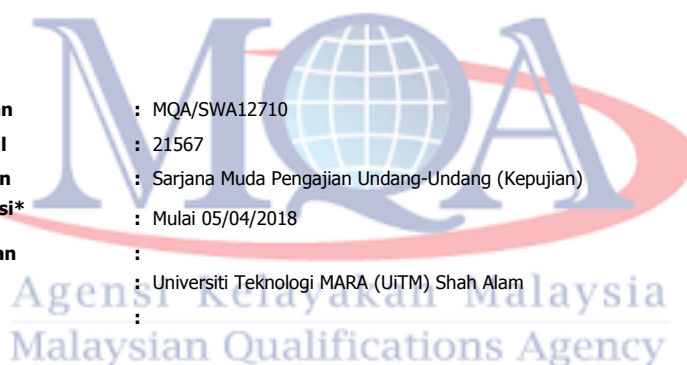 MQA
an : MQA/SWA12710
l : 21567
n : Sarjana Muda Pengajian Undang-Undang (Kepujian)
si* : Mulai 05/04/2018
an :
: Universiti Teknologi MARA (UiTM) Shah Alam
:
Agensi Kelayakan Malaysia
Malaysian Qualifications Agency